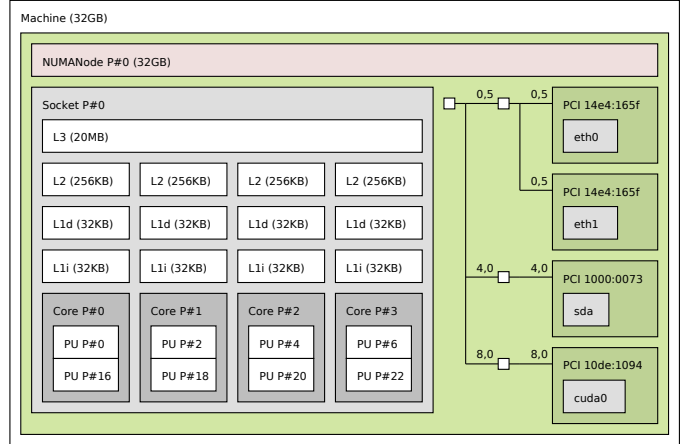 Machine (32GB)
NUMANode P#0 (32GB)
Socket P#0
L3 (20MB)
L2 (256KB) L2 (256KB) L2 (256KB) L2 (256KB)
L1d (32KB) L1d (32KB) L1d (32KB) L1d (32KB)
L1i (32KB) L1i (32KB) L1i (32KB) L1i (32KB)
Core P#0 Core P#1 Core P#2 Core P#3
PU P#0 PU P#2 PU P#4 PU P#6
PU P#16 PU P#18 PU P#20 PU P#22
0,5 0,5 PCI 14e4:165f
eth0
0,5 PCI 14e4:165f
eth1
4,0 4,0 PCI 1000:0073
sda
8,0 8,0 PCI 10de:1094
cuda0